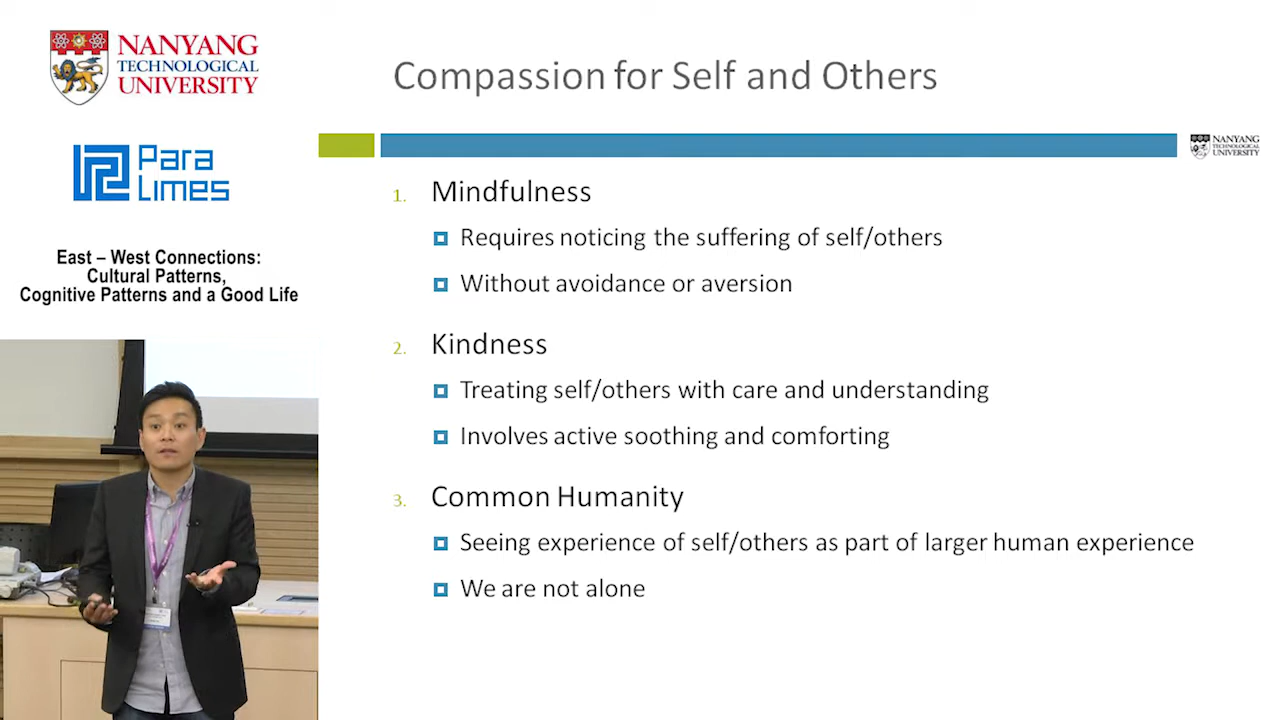 NANYANG
TECHNOLOGICAL
UNIVERSITY
Para
Limes
East – West Connections:
Cultural Patterns,
Cognitive Patterns and a Good Life
Compassion for Self and Others
NANYANG
TECHNOLOGICAL
UNIVERSITY
1. Mindfulness
Requires noticing the suffering of self/others
Without avoidance or aversion
2. Kindness
Treating self/others with care and understanding
Involves active soothing and comforting
3. Common Humanity
Seeing experience of self/others as part of larger human experience
We are not alone